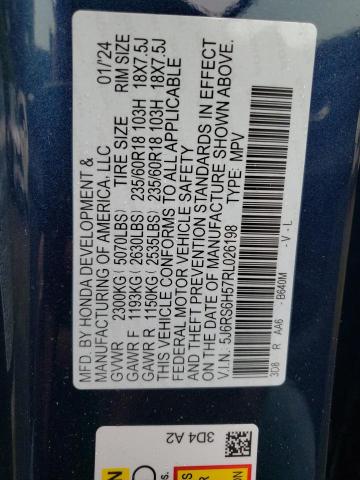 MFD. BY HONDA DEVELOPMENT &
MANUFACTURING OF AMERICA, LLC 01/'24
GVWR 2300KG( 5070LBS) TIRE SIZE RIM SIZE
GAWR F 1193KG( 2630LBS) 235/60R18 103H 18X7.5J
GAWR R 1150KG( 2535LBS) 235/60R18 103H 18X7.5J
THIS VEHICLE CONFORMS TO ALL APPLICABLE
FEDERAL MOTOR VEHICLE SAFETY AND
THEFT PREVENTION STANDARDS IN EFFECT
ON THE DATE OF MANUFACTURE SHOWN ABOVE.
V.I.N: 5J6RS6H57RL026198 TYPE: MPV
3D8 R AA6 - B640M - V - L
3D4 A2